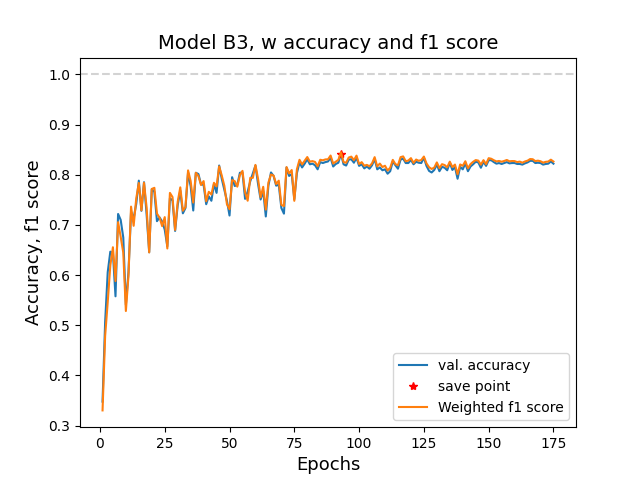 Model B3, w accuracy and f1 score
1.0
0.9
0.8
0.7
0.6
0.5
0.4
0.3
Accuracy, f1 score
val. accuracy
save point
Weighted f1 score
0 25 50 75 100 125 150 175
Epochs